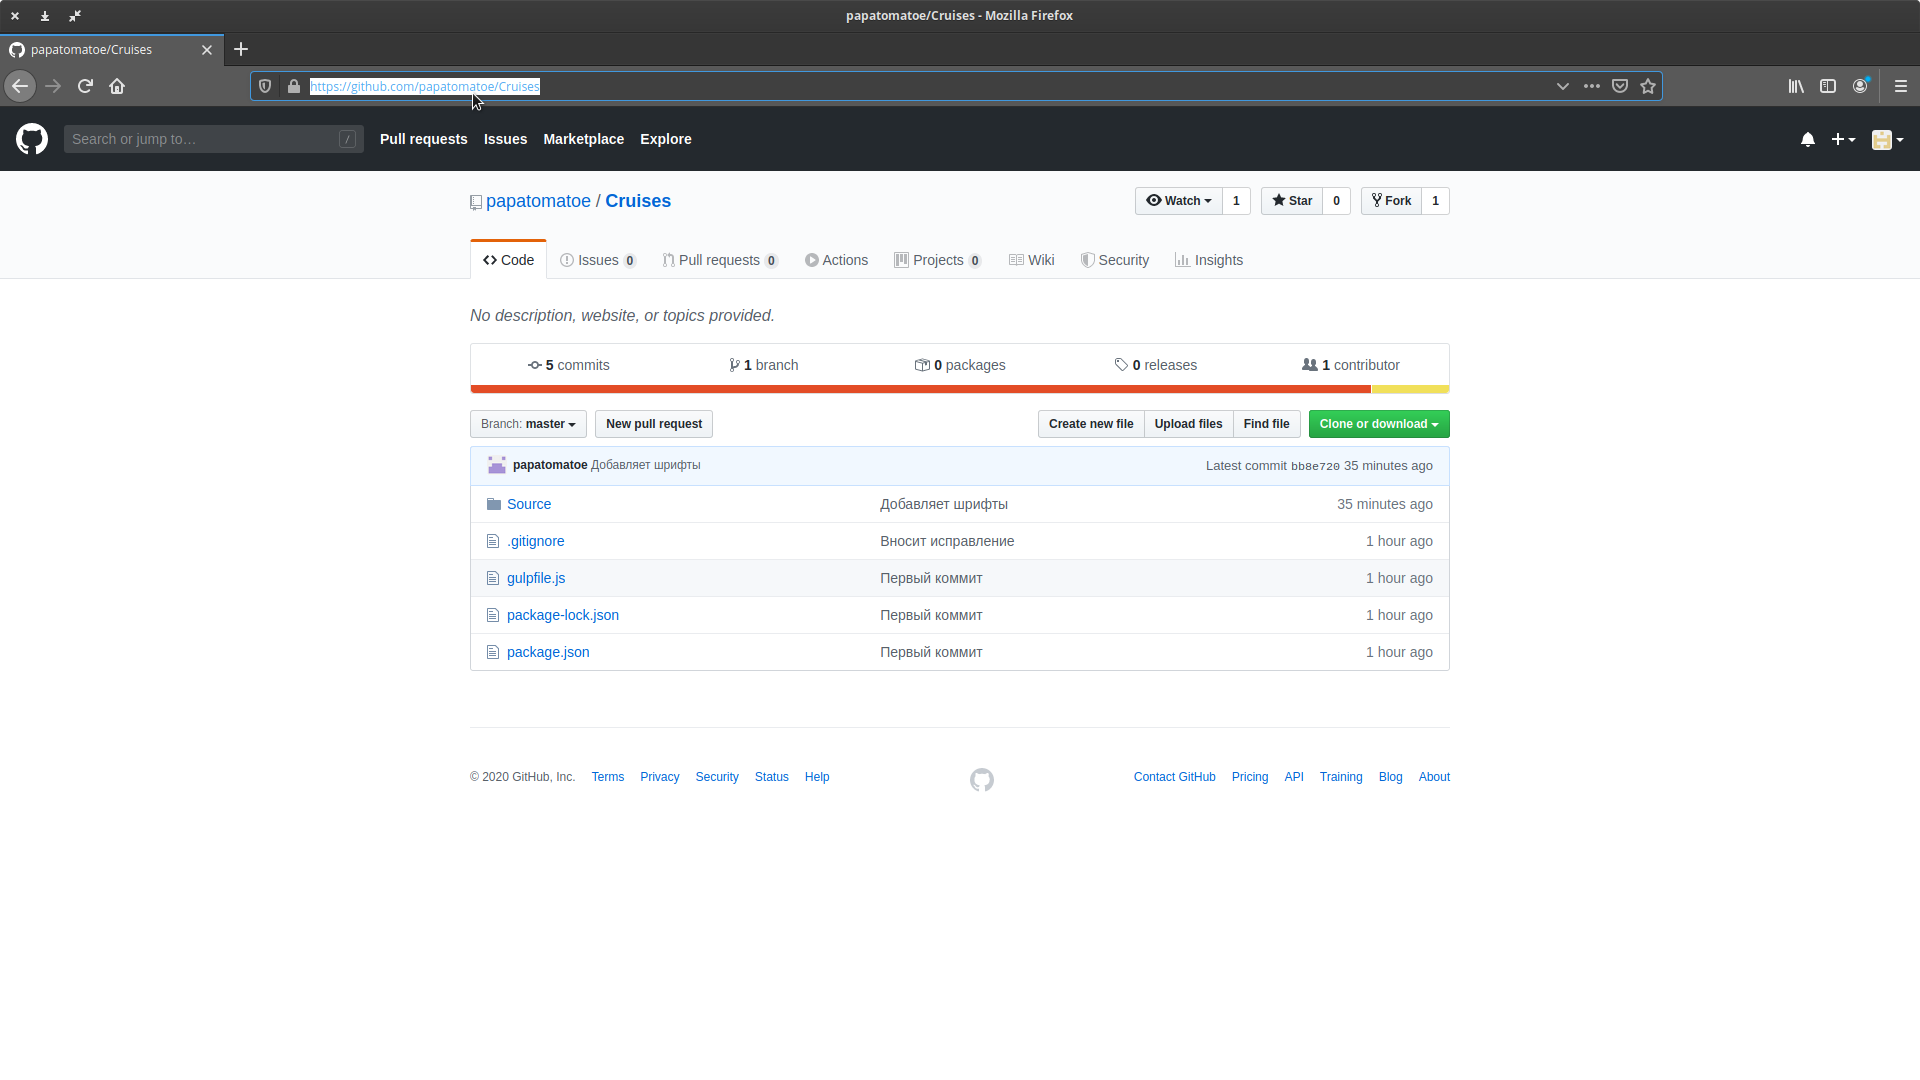 papatomatoe/Cruises - Mozilla Firefox
papatomatoe/Cruises
https://github.com/papatomatoe/Cruises
Search or jump to… / Pull requests Issues Marketplace Explore
papatomatoe / Cruises Watch 1 Star 0 Fork 1
Code Issues 0 Pull requests 0 Actions Projects 0 Wiki Security Insights
No description, website, or topics provided.
5 commits 1 branch 0 packages 0 releases 1 contributor
Branch: master New pull request Create new file Upload files Find file Clone or download
papatomatoe Добавляет шрифты Latest commit bb8e720 35 minutes ago
Source Добавляет шрифты 35 minutes ago
.gitignore Вносит исправление 1 hour ago
gulpfile.js Первый коммит 1 hour ago
package-lock.json Первый коммит 1 hour ago
package.json Первый коммит 1 hour ago
© 2020 GitHub, Inc. Terms Privacy Security Status Help Contact GitHub Pricing API Training Blog About